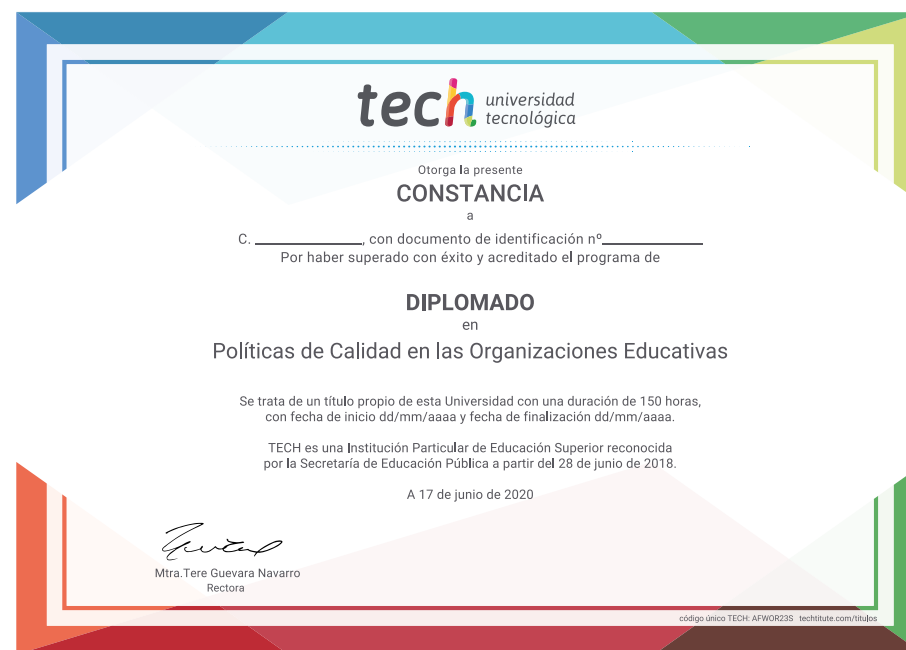 tech universidad
tecnológica
Otorga la presente
CONSTANCIA
a
C. ______________, con documento de identificación nº_____________
Por haber superado con éxito y acreditado el programa de
DIPLOMADO
en
Políticas de Calidad en las Organizaciones Educativas
Se trata de un título propio de esta Universidad con una duración de 150 horas,
con fecha de inicio dd/mm/aaaa y fecha de finalización dd/mm/aaaa.
TECH es una Institución Particular de Educación Superior reconocida
por la Secretaría de Educación Pública a partir del 28 de junio de 2018.
A 17 de junio de 2020
Mtra.Tere Guevara Navarro
Rectora
código único TECH: AFWOR23S techtitute.com/titulos